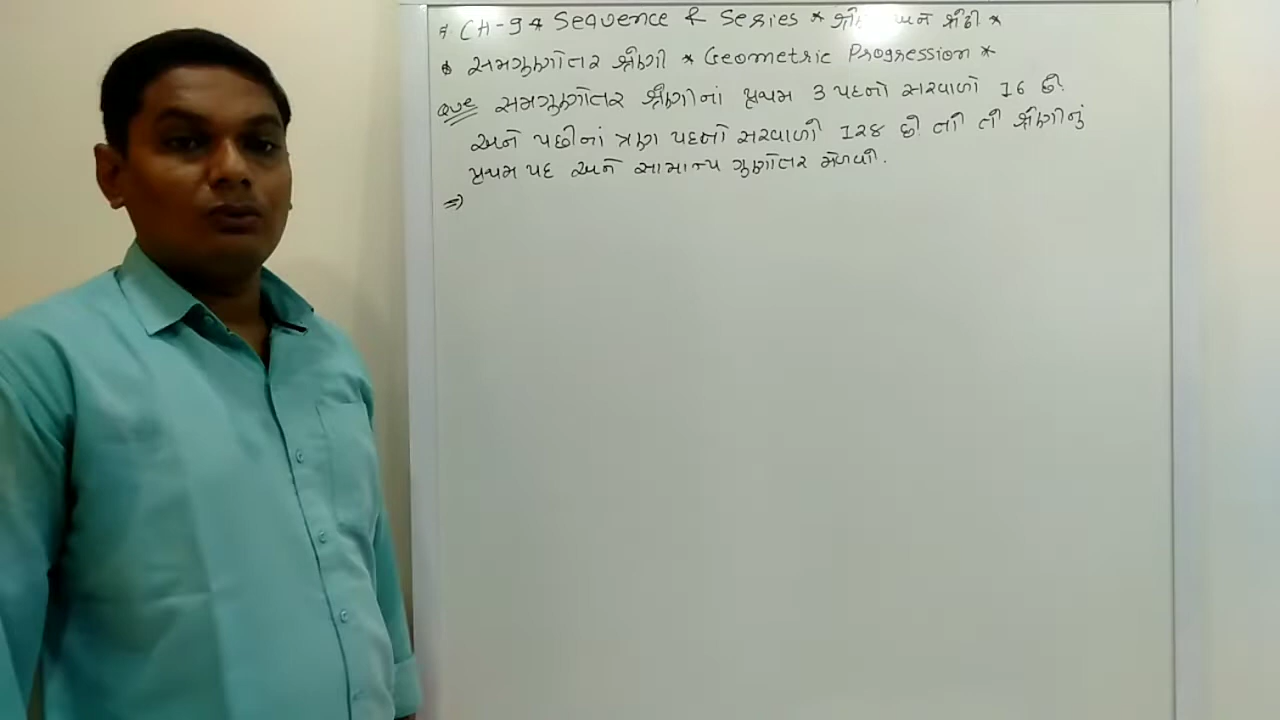 * CH-9 * Sequence & Series * શ્રેણી અને શ્રેઢી *
* સમગુણોત્તર શ્રેણી * Geometric Progression *
Que સમગુણોત્તર શ્રેણીનાં પ્રથમ 3 પદનો સરવાળો 16 છે.
અને પછીનાં ત્રણ પદનો સરવાળો 128 છે તો તે શ્રેણીનું
પ્રથમ પદ અને સામાન્ય ગુણોત્તર મેળવો.
⇒